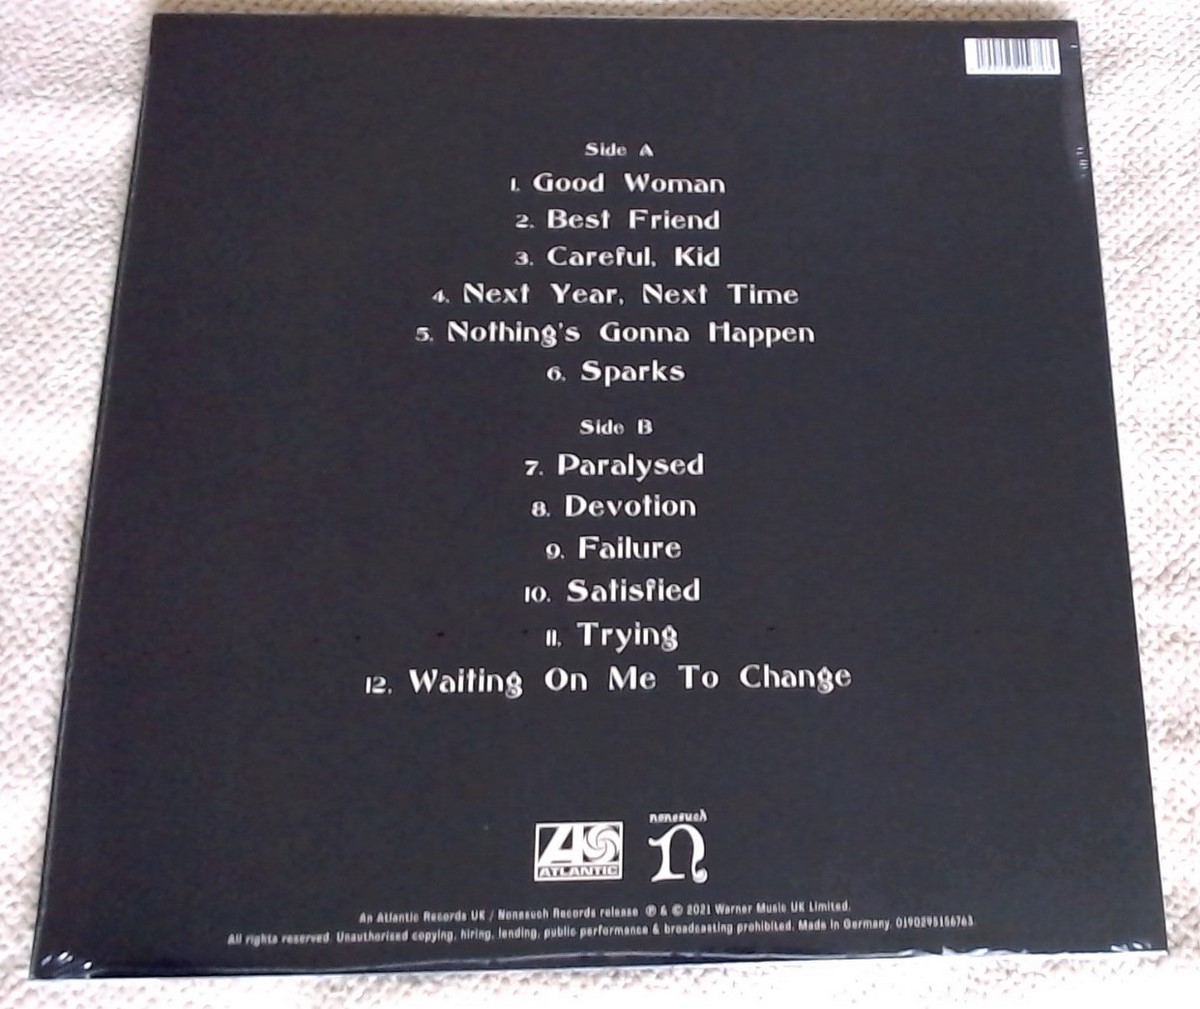 Side A
1. Good Woman
2. Best Friend
3. Careful, Kid
4. Next Year, Next Time
5. Nothing's Gonna Happen
6. Sparks
Side B
7. Paralysed
8. Devotion
9. Failure
10. Satisfied
11. Trying
12. Waiting On Me To Change
nonesuch
ATLANTIC
An Atlantic Records UK / Nonesuch Records release ℗ & © 2021 Warner Music UK Limited.
All rights reserved. Unauthorised copying, hiring, lending, public performance & broadcasting prohibited. Made in Germany. 0190295156763